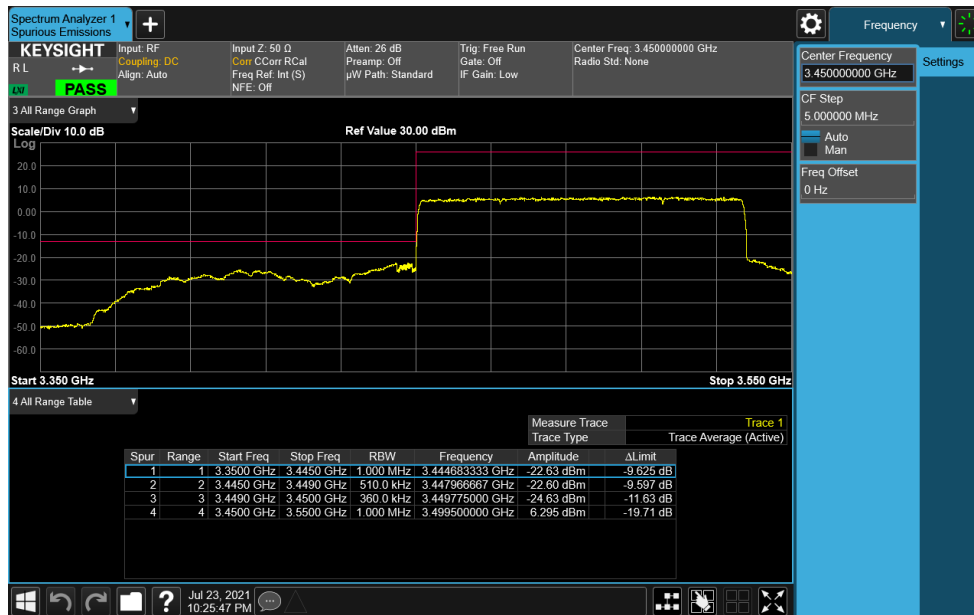 Spectrum Analyzer 1
Spurious Emissions
Frequency
KEYSIGHT
R L
LXI
PASS
Input: RF
Coupling: DC
Align: Auto
Input Z: 50 Ω
Corr CCorr RCal
Freq Ref: Int (S)
NFE: Off
Atten: 26 dB
Preamp: Off
µW Path: Standard
Trig: Free Run
Gate: Off
IF Gain: Low
Center Freq: 3.450000000 GHz
Radio Std: None
Center Frequency
3.450000000 GHz
Settings
CF Step
5.000000 MHz
Auto
Man
Freq Offset
0 Hz
3 All Range Graph
Scale/Div 10.0 dB
Ref Value 30.00 dBm
Log
20.0
10.0
0.00
-10.0
-20.0
-30.0
-40.0
-50.0
-60.0
Start 3.350 GHz
Stop 3.550 GHz
4 All Range Table
Measure Trace Trace 1
Trace Type Trace Average (Active)
Spur Range Start Freq Stop Freq RBW Frequency Amplitude ΔLimit
1 1 3.3500 GHz 3.4450 GHz 1.000 MHz 3.444683333 GHz -22.63 dBm -9.625 dB
2 2 3.4450 GHz 3.4490 GHz 510.0 kHz 3.447966667 GHz -22.60 dBm -9.597 dB
3 3 3.4490 GHz 3.4500 GHz 360.0 kHz 3.449775000 GHz -24.63 dBm -11.63 dB
4 4 3.4500 GHz 3.5500 GHz 1.000 MHz 3.499500000 GHz 6.295 dBm -19.71 dB
Jul 23, 2021
10:25:47 PM